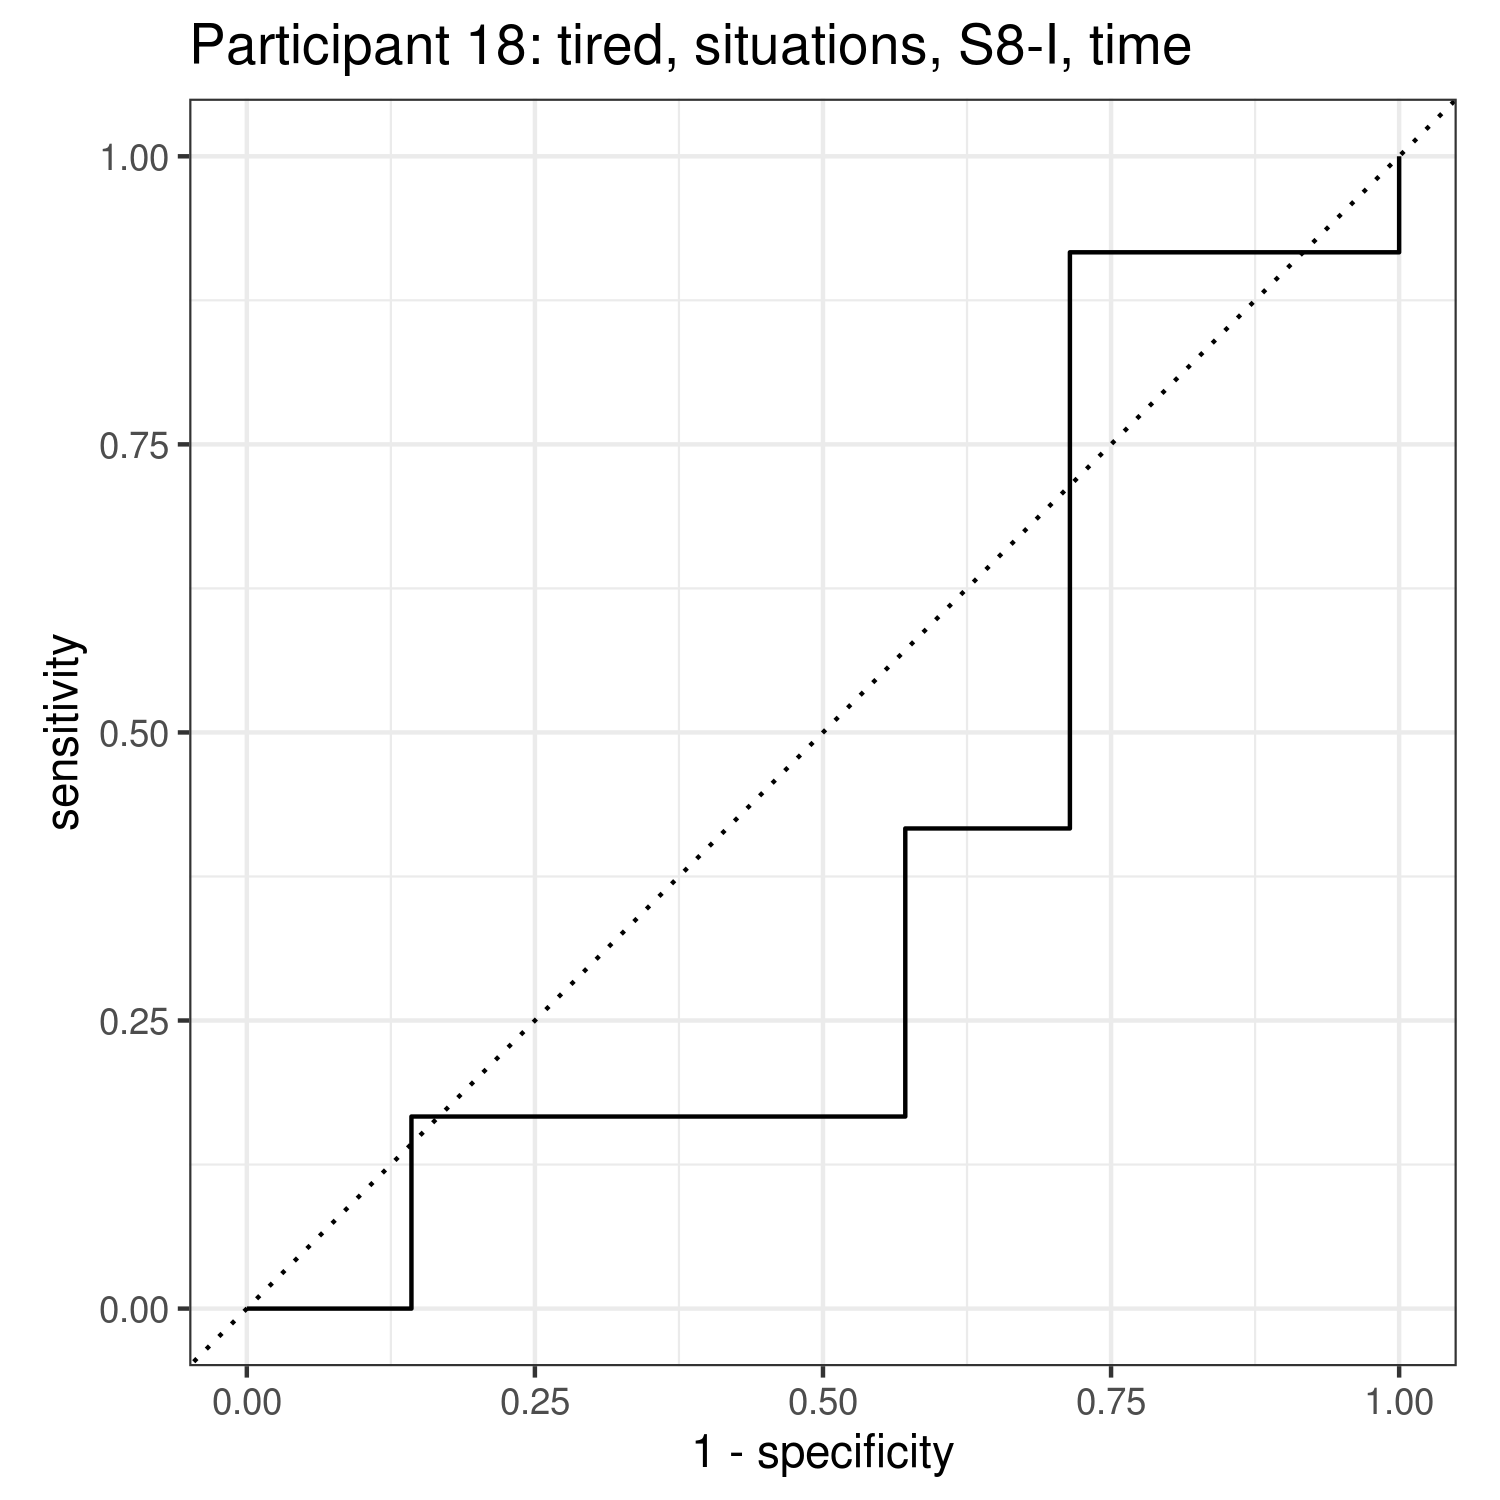 Participant 18: tired, situations, S8-I, time
1.00
0.75
0.50
0.25
0.00
sensitivity
0.00 0.25 0.50 0.75 1.00
1 - specificity